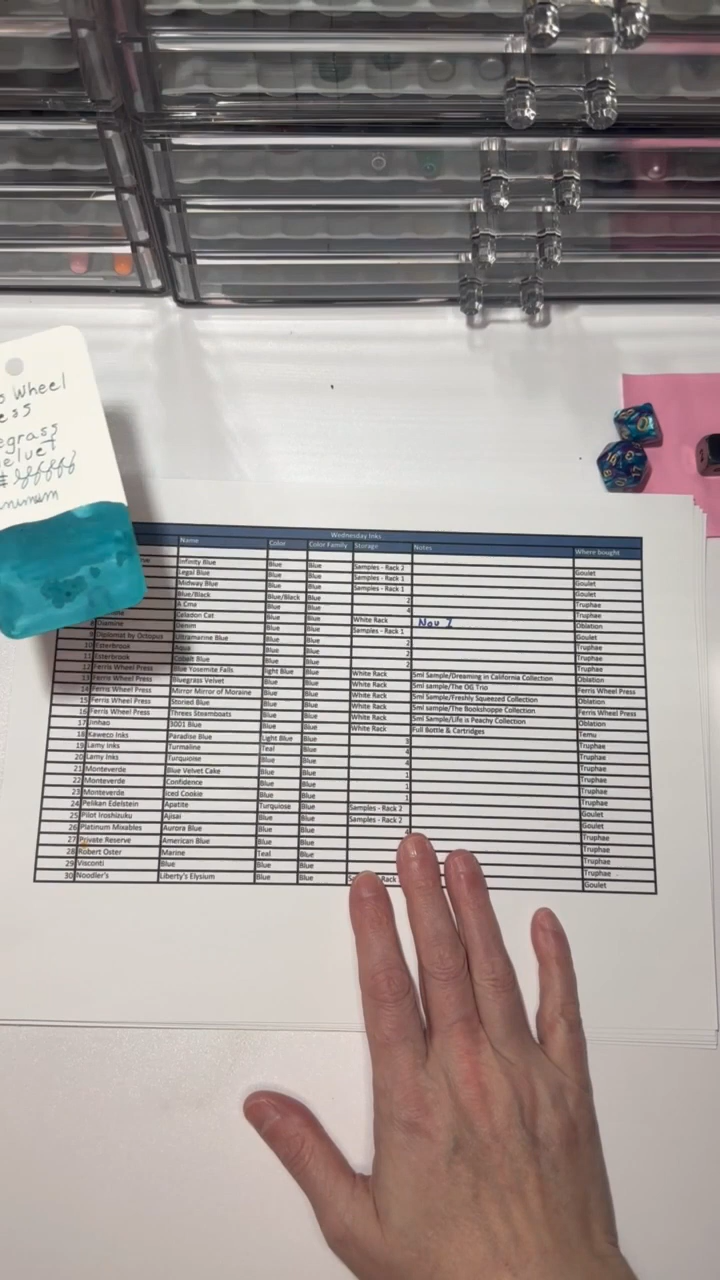 Wheel
egrass
elvet
Wednesday Inks
Name Color Color Family Storage Notes Where bought
Infinity Blue Blue Blue Samples - Rack 2 Goulet
Legal Blue Blue Blue Samples - Rack 1 Goulet
Midway Blue Blue Blue Samples - Rack 1 Goulet
Blue/Black Blue/Black Blue 2 Truphae
A Cma Blue Blue 4 Truphae
Celadon Cat Blue Blue White Rack Nov 1 Oblation
8 Diamine Denim Blue Blue Samples - Rack 1 Goulet
9 Diplomat by Octopus Ultramarine Blue Blue Blue 2 Truphae
10 Esterbrook Aqua Blue Blue 2 Truphae
11 Esterbrook Cobalt Blue Blue Blue 2 Truphae
12 Ferris Wheel Press Blue Yosemite Falls light Blue Blue White Rack 5ml Sample/Dreaming in California Collection Oblation
13 Ferris Wheel Press Bluegrass Velvet Blue Blue White Rack 5ml sample/The OG Trio Ferris Wheel Press
14 Ferris Wheel Press Mirror Mirror of Moraine Blue Blue White Rack 5ml Sample/Freshly Squeezed Collection Oblation
15 Ferris Wheel Press Storied Blue Blue Blue White Rack 5ml Sample/The Bookshoppe Collection Ferris Wheel Press
16 Ferris Wheel Press Threes Steamboats Blue Blue White Rack 5ml Sample/Life is Peachy Collection Oblation
17 Jinhao 3001 Blue Blue Blue White Rack Full Bottle & Cartridges Temu
18 Kaweco Inks Paradise Blue Light Blue Blue Truphae
19 Lamy Inks Turmaline Teal Blue 4 Truphae
20 Lamy Inks Turquoise Blue Blue 4 Truphae
21 Monteverde Blue Velvet Cake Blue Blue 1 Truphae
22 Monteverde Confidence Blue Blue 1 Truphae
23 Monteverde Iced Cookie Blue Blue 1 Truphae
24 Pelikan Edelstein Apatite Turquoise Blue Samples - Rack 2 Goulet
25 Pilot Iroshizuku Ajisai Blue Blue Samples - Rack 2 Goulet
26 Platinum Mixables Aurora Blue Blue Blue 4 Truphae
27 Private Reserve American Blue Blue Blue Truphae
28 Robert Oster Marine Teal Blue Truphae
29 Visconti Blue Blue Blue Truphae
30 Noodler's Liberty's Elysium Blue Blue Rack Goulet